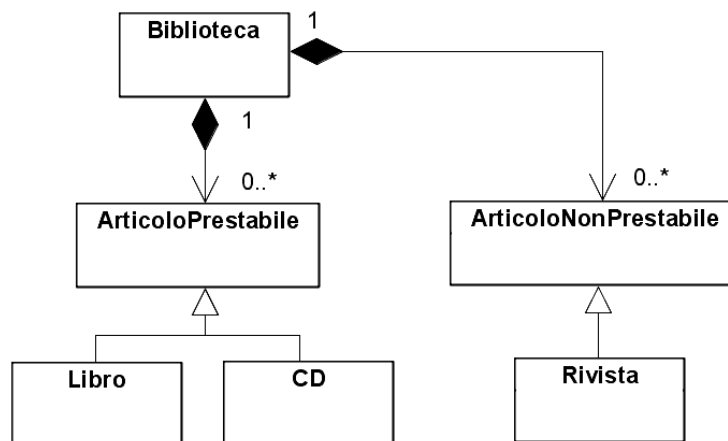 Biblioteca
1
1
0..*
0..*
ArticoloPrestabile
ArticoloNonPrestabile
Libro
CD
Rivista